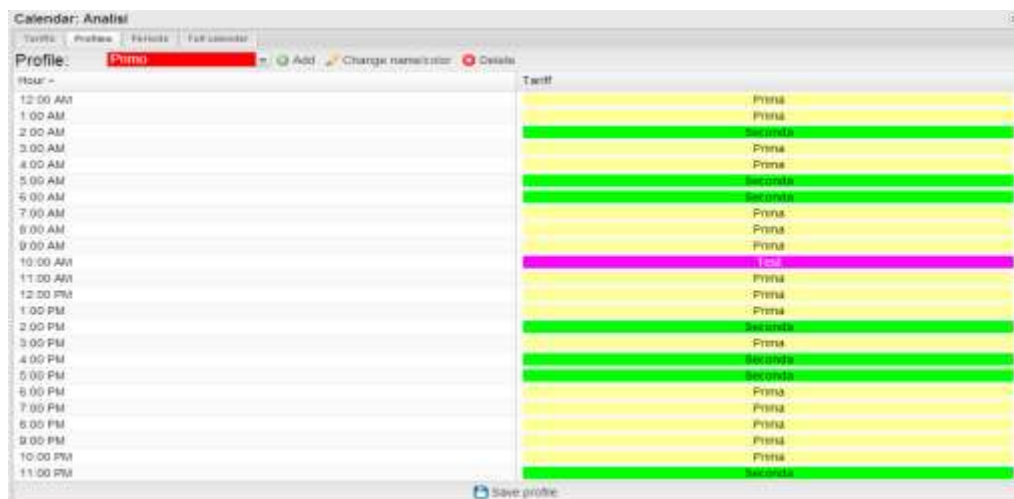 Calendar: Analisi
Tariffs Profiles Periods Full calendar
Profile: Primo Add Change name/color Delete
Hour Tariff
12:00 AM Prima
1:00 AM Prima
2:00 AM Seconda
3:00 AM Prima
4:00 AM Prima
5:00 AM Seconda
6:00 AM Seconda
7:00 AM Prima
8:00 AM Prima
9:00 AM Prima
10:00 AM Test
11:00 AM Prima
12:00 PM Prima
1:00 PM Prima
2:00 PM Seconda
3:00 PM Prima
4:00 PM Seconda
5:00 PM Seconda
6:00 PM Prima
7:00 PM Prima
8:00 PM Prima
9:00 PM Prima
10:00 PM Prima
11:00 PM Seconda
Save profile